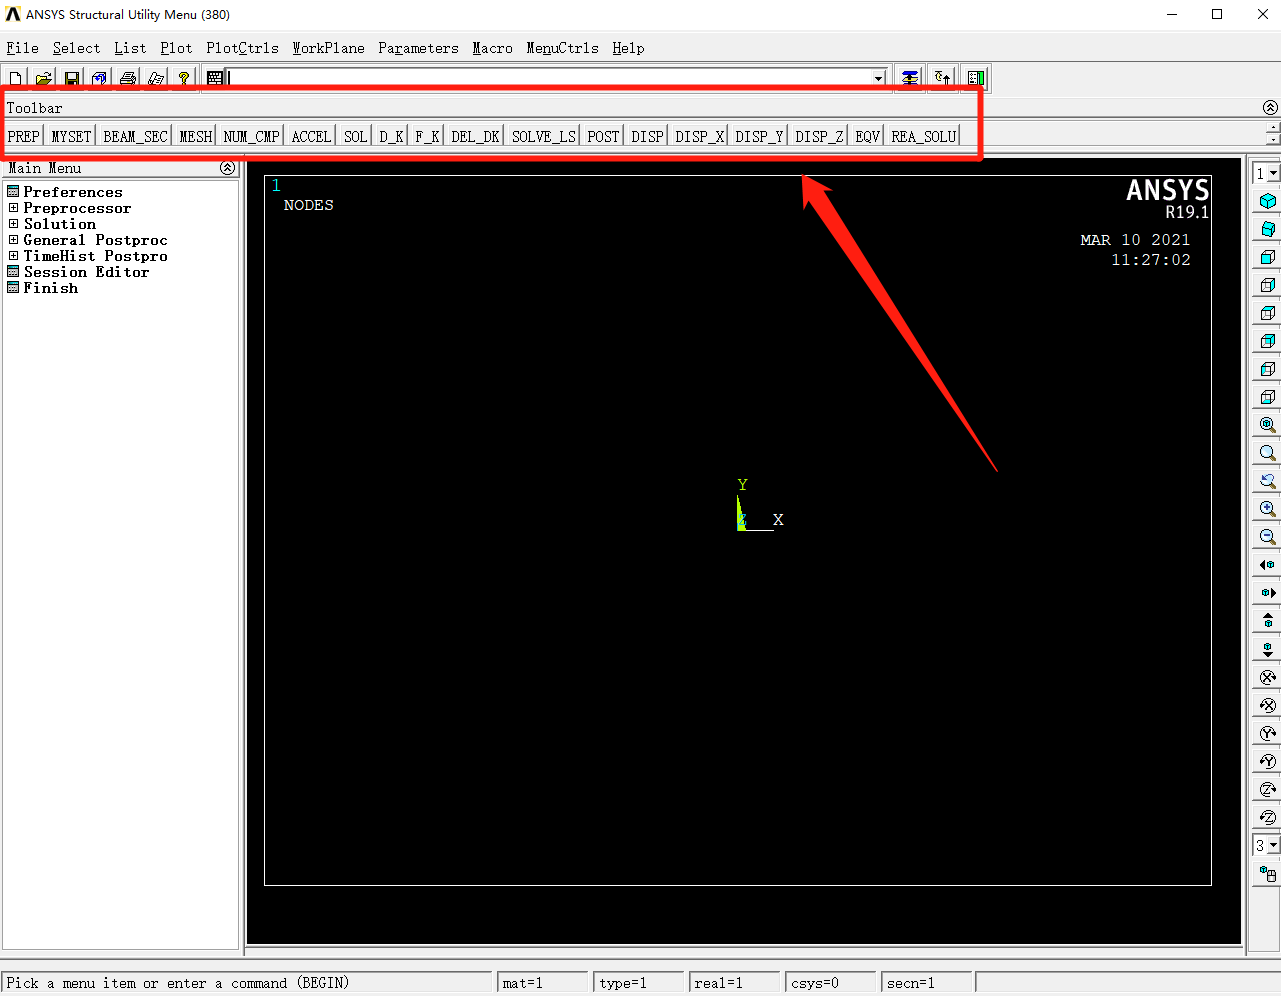 ANSYS Structural Utility Menu (380)
File Select List Plot PlotCtrls WorkPlane Parameters Macro MenuCtrls Help
Toolbar
PREP MYSET BEAM_SEC MESH NUM_CMP ACCEL SOL D_K F_K DEL_DK SOLVE_LS POST DISP DISP_X DISP_Y DISP_Z EQV REA_SOLU
Main Menu
Preferences
Preprocessor
Solution
General Postproc
TimeHist Postpro
Session Editor
Finish
1
NODES
ANSYS
R19.1
MAR 10 2021
11:27:02
Y
Z X
1
X
X
Y
Y
Z
Z
3
Pick a menu item or enter a command (BEGIN) mat=1 type=1 real=1 csys=0 secn=1